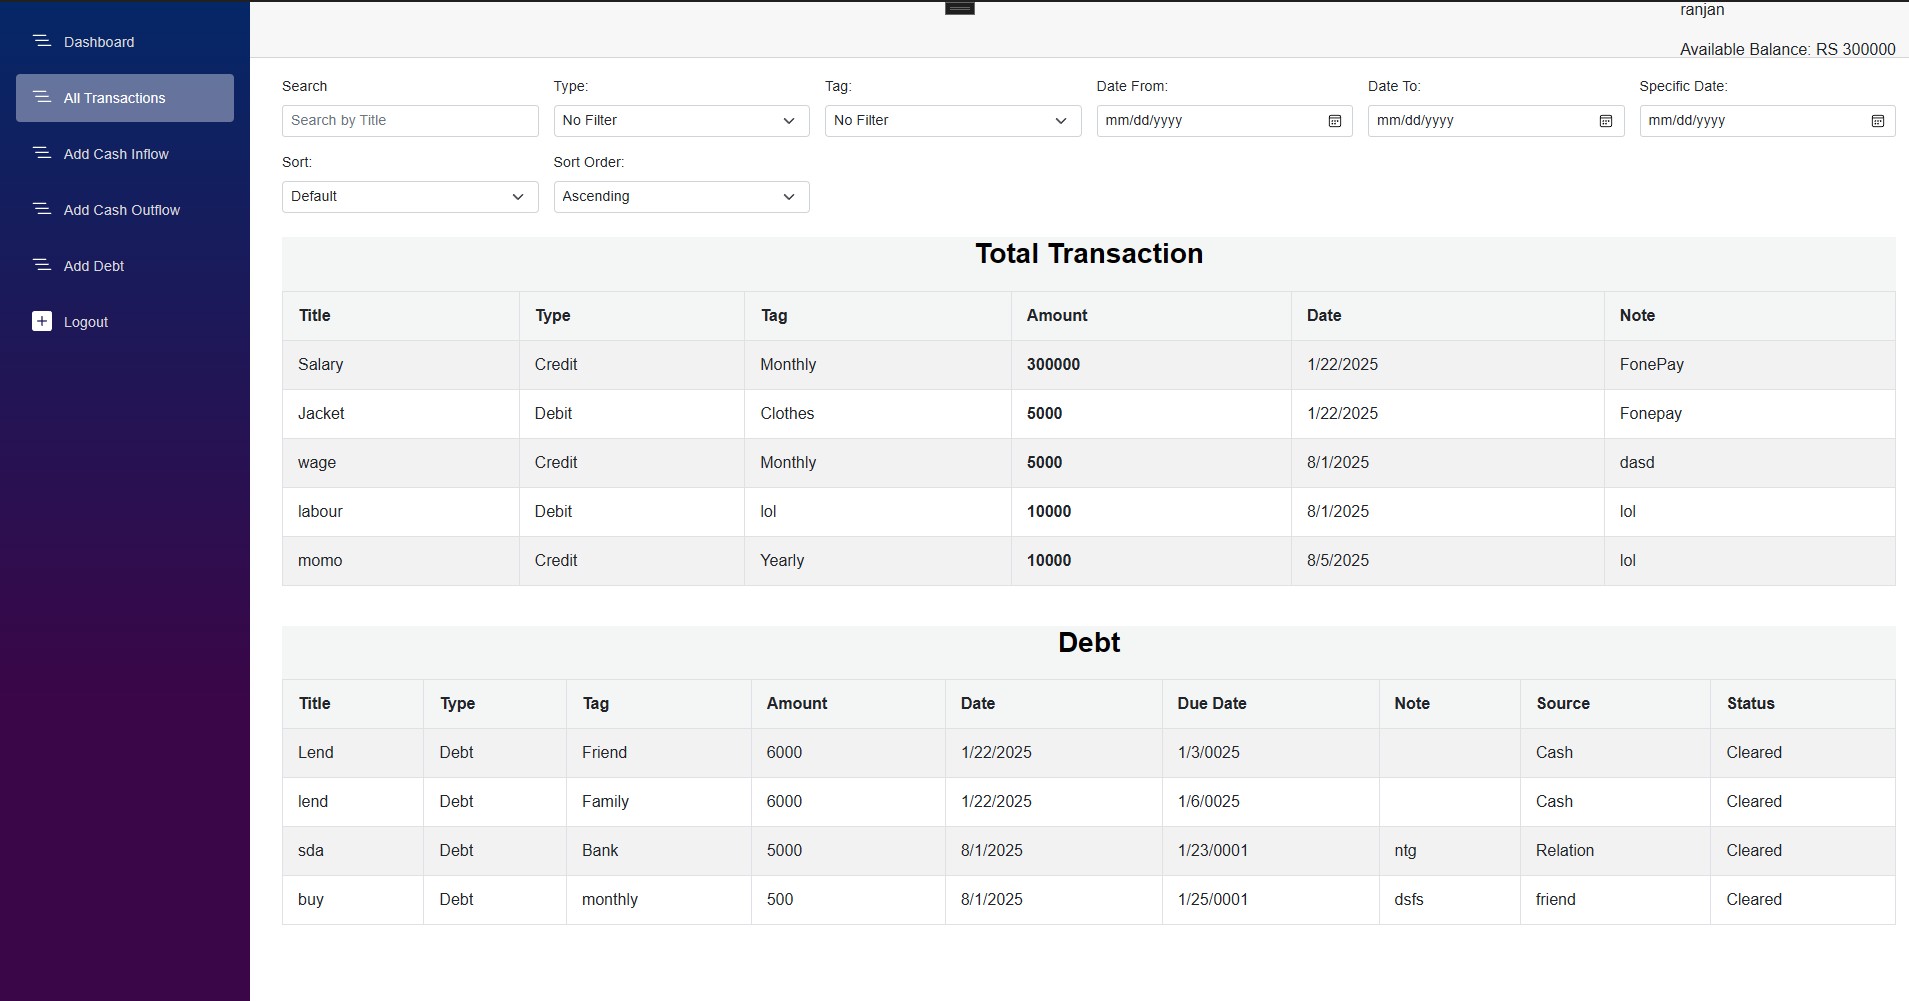 ranjan
Available Balance: RS 300000
Dashboard
All Transactions
Add Cash Inflow
Add Cash Outflow
Add Debt
Logout
Search Type: Tag: Date From: Date To: Specific Date:
Search by Title No Filter No Filter mm/dd/yyyy mm/dd/yyyy mm/dd/yyyy
Sort: Sort Order:
Default Ascending
Total Transaction
Title Type Tag Amount Date Note
Salary Credit Monthly 300000 1/22/2025 FonePay
Jacket Debit Clothes 5000 1/22/2025 Fonepay
wage Credit Monthly 5000 8/1/2025 dasd
labour Debit lol 10000 8/1/2025 lol
momo Credit Yearly 10000 8/5/2025 lol
Debt
Title Type Tag Amount Date Due Date Note Source Status
Lend Debt Friend 6000 1/22/2025 1/3/0025 Cash Cleared
lend Debt Family 6000 1/22/2025 1/6/0025 Cash Cleared
sda Debt Bank 5000 8/1/2025 1/23/0001 ntg Relation Cleared
buy Debt monthly 500 8/1/2025 1/25/0001 dsfs friend Cleared